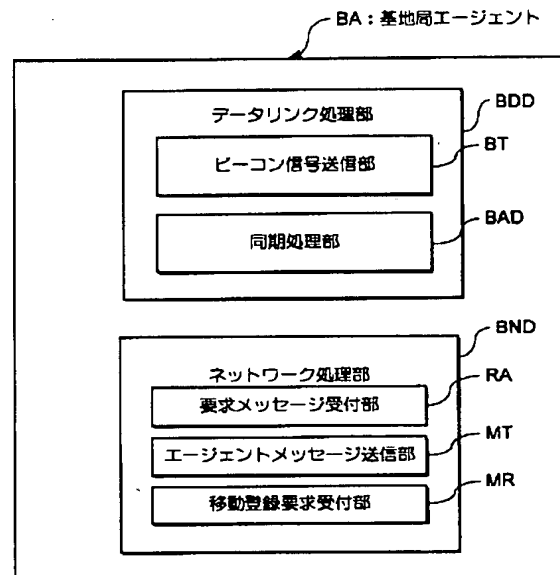 BA：基地局エージェント
データリンク処理部
BDD
ビーコン信号送信部
BT
同期処理部
BAD
ネットワーク処理部
BND
要求メッセージ受付部
RA
エージェントメッセージ送信部
MT
移動登録要求受付部
MR